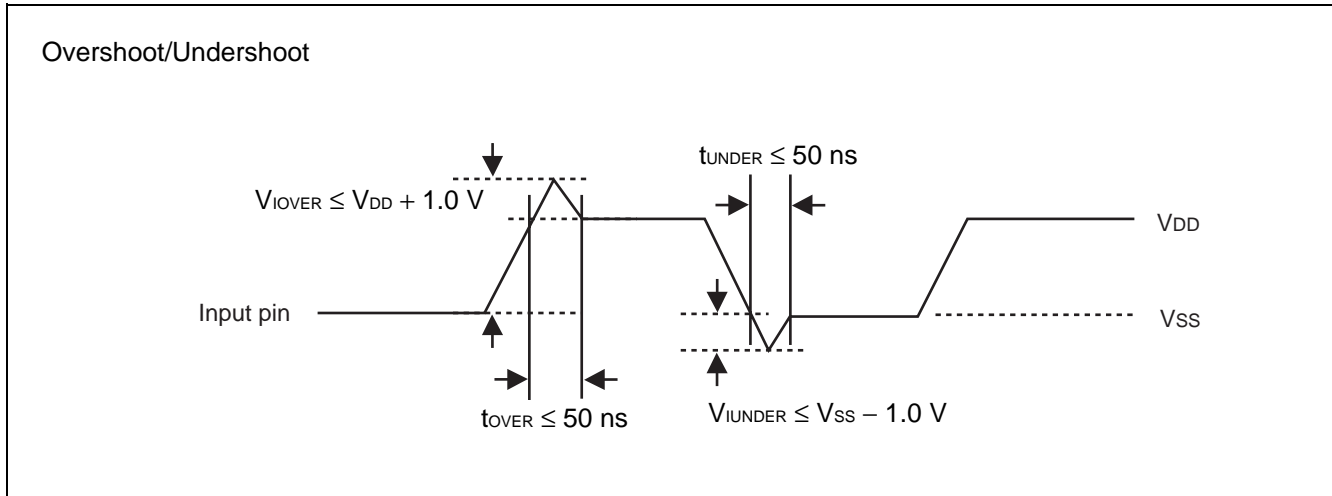 Overshoot/Undershoot
tUNDER ≤ 50 ns
VIOVER ≤ VDD + 1.0 V
VDD
Input pin
VSS
tOVER ≤ 50 ns
VIUNDER ≤ VSS − 1.0 V